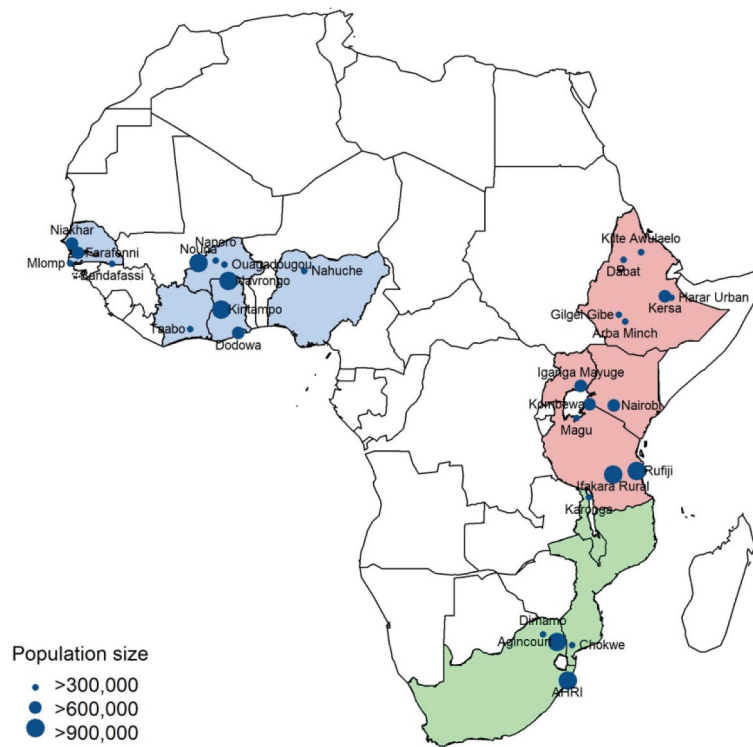 Niakhar
Farafenni
Mlomp
Bandafassi
Nanoro
Nouna
Ouagadougou
Nahuche
Navrongo
Kintampo
Taabo
Dodowa
Kilite Awulaelo
Dabat
Harar Urban
Kersa
Gilgel Gibe
Arba Minch
Iganga Mayuge
Kombewa
Nairobi
Magu
Rufiji
Ifakara Rural
Karonga
Dimamo
Agincourt
Chokwe
AHRI
Population size
>300,000
>600,000
>900,000